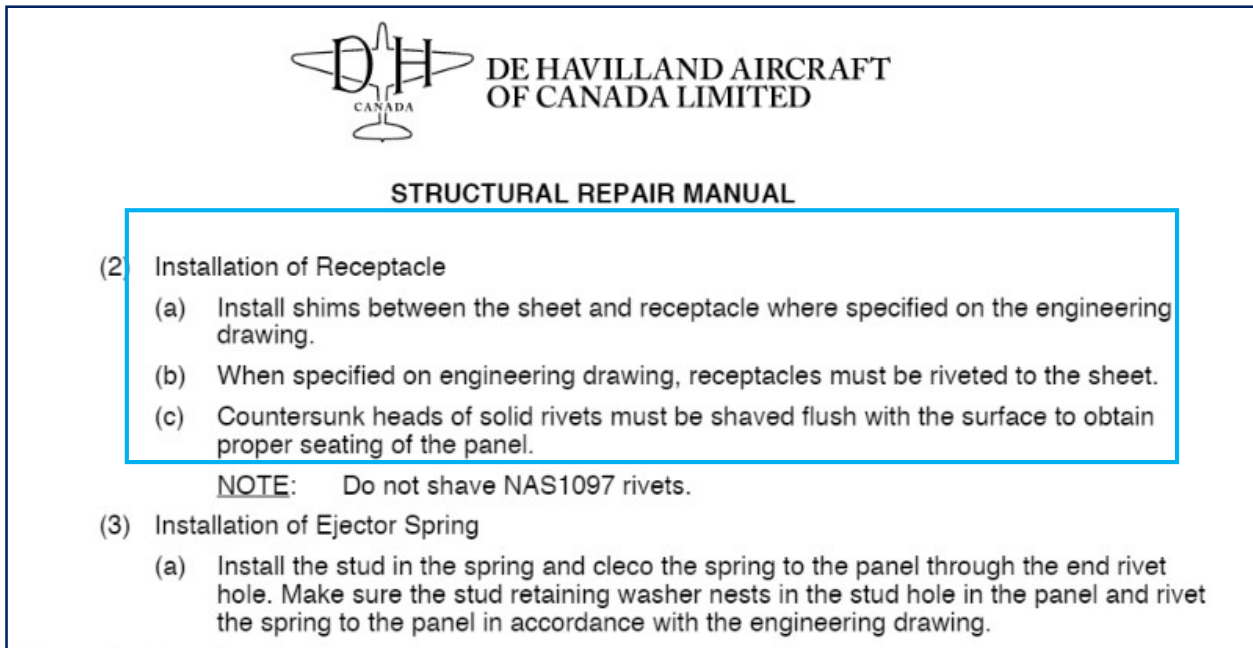 DH
CANADA
DE HAVILLAND AIRCRAFT
OF CANADA LIMITED
STRUCTURAL REPAIR MANUAL
(2) Installation of Receptacle
(a) Install shims between the sheet and receptacle where specified on the engineering
drawing.
(b) When specified on engineering drawing, receptacles must be riveted to the sheet.
(c) Countersunk heads of solid rivets must be shaved flush with the surface to obtain
proper seating of the panel.
NOTE: Do not shave NAS1097 rivets.
(3) Installation of Ejector Spring
(a) Install the stud in the spring and cleco the spring to the panel through the end rivet
hole. Make sure the stud retaining washer nests in the stud hole in the panel and rivet
the spring to the panel in accordance with the engineering drawing.